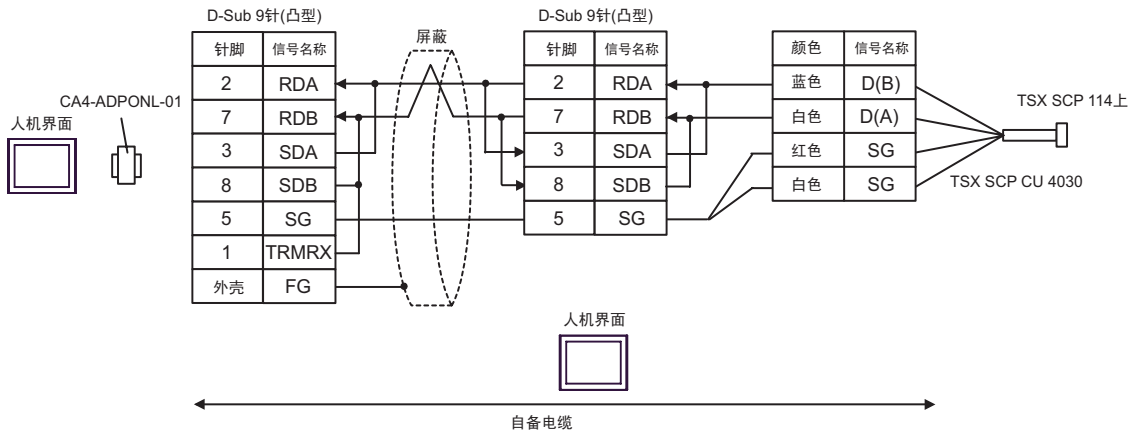 D-Sub 9针(凸型)
针脚 信号名称
2 RDA
7 RDB
3 SDA
8 SDB
5 SG
1 TRMRX
外壳 FG
屏蔽
D-Sub 9针(凸型)
针脚 信号名称
2 RDA
7 RDB
3 SDA
8 SDB
5 SG
颜色 信号名称
蓝色 D(B)
白色 D(A)
红色 SG
白色 SG
CA4-ADPONL-01
人机界面
TSX SCP 114上
TSX SCP CU 4030
人机界面
自备电缆